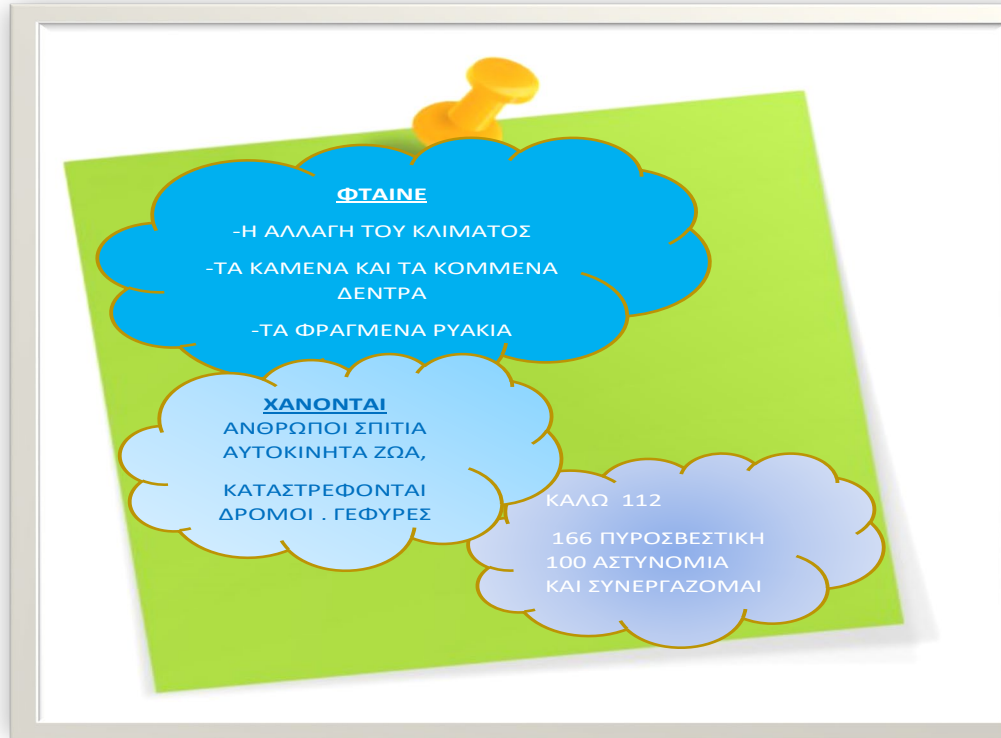 ΦΤΑΙΝΕ
-Η ΑΛΛΑΓΗ ΤΟΥ ΚΛΙΜΑΤΟΣ
-ΤΑ ΚΑΜΕΝΑ ΚΑΙ ΤΑ ΚΟΜΜΕΝΑ
ΔΕΝΤΡΑ
-ΤΑ ΦΡΑΓΜΕΝΑ ΡΥΑΚΙΑ
ΧΑΝΟΝΤΑΙ
ΑΝΘΡΩΠΟΙ ΣΠΙΤΙΑ
ΑΥΤΟΚΙΝΗΤΑ ΖΩΑ,
ΚΑΤΑΣΤΡΕΦΟΝΤΑΙ
ΔΡΟΜΟΙ . ΓΕΦΥΡΕΣ
ΚΑΛΩ 112
166 ΠΥΡΟΣΒΕΣΤΙΚΗ
100 ΑΣΤΥΝΟΜΙΑ
ΚΑΙ ΣΥΝΕΡΓΑΖΟΜΑΙ